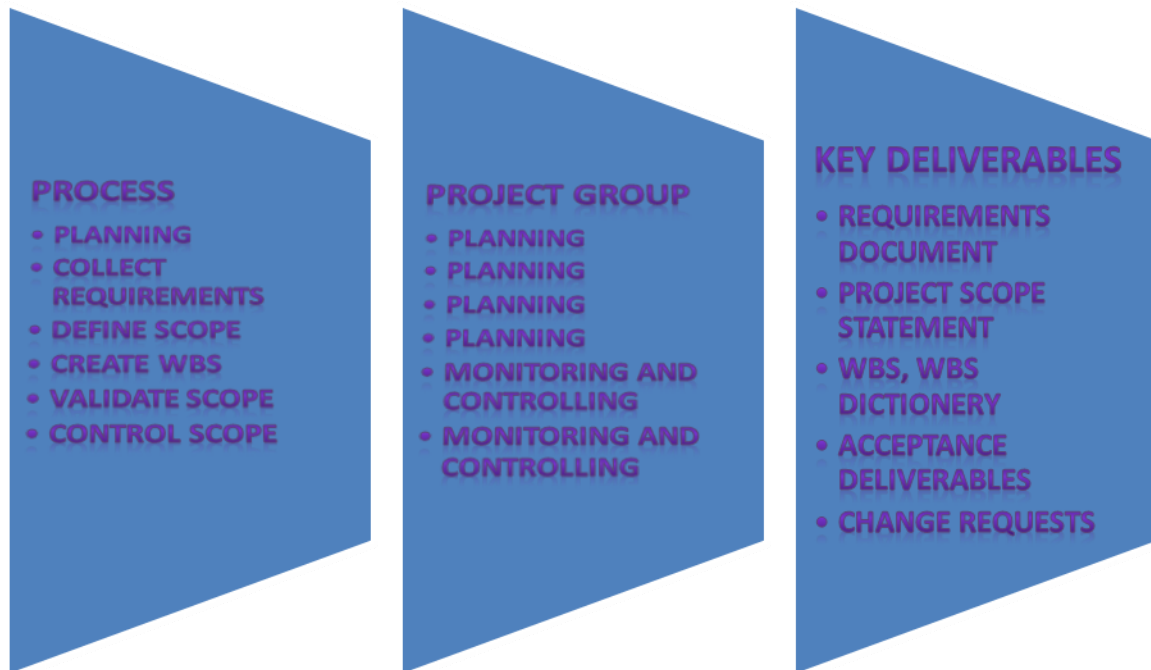 PROCESS
• PLANNING
• COLLECT
REQUIREMENTS
• DEFINE SCOPE
• CREATE WBS
• VALIDATE SCOPE
• CONTROL SCOPE
PROJECT GROUP
• PLANNING
• PLANNING
• PLANNING
• PLANNING
• MONITORING AND
CONTROLLING
• MONITORING AND
CONTROLLING
KEY DELIVERABLES
• REQUIREMENTS
DOCUMENT
• PROJECT SCOPE
STATEMENT
• WBS, WBS
DICTIONERY
• ACCEPTANCE
DELIVERABLES
• CHANGE REQUESTS